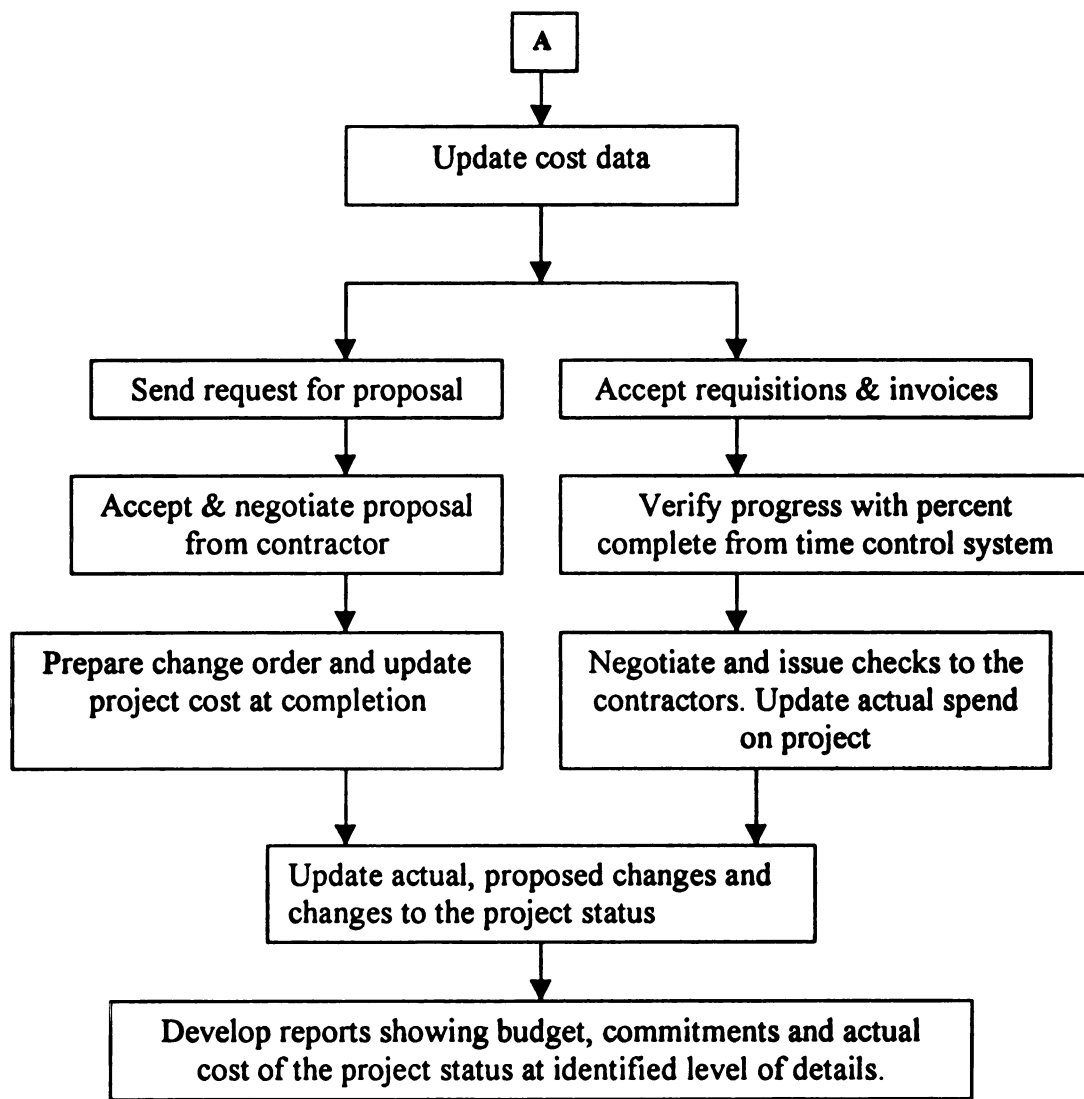 A
Update cost data
Send request for proposal
Accept requisitions & invoices
Accept & negotiate proposal
from contractor
Verify progress with percent
complete from time control system
Prepare change order and update
project cost at completion
Negotiate and issue checks to the
contractors. Update actual spend
on project
Update actual, proposed changes and
changes to the project status
Develop reports showing budget, commitments and actual
cost of the project status at identified level of details.